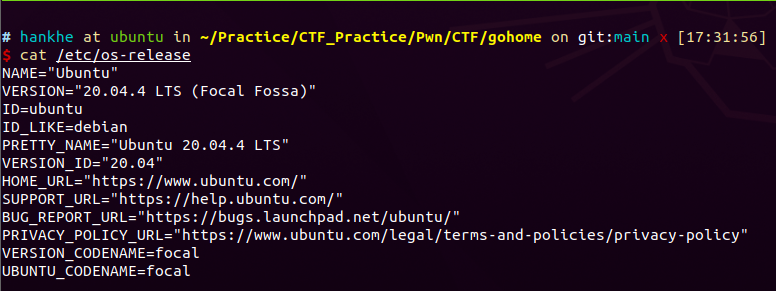 # hankhe at ubuntu in ~/Practice/CTF_Practice/Pwn/CTF/gohome on git:main x [17:31:56]
$ cat /etc/os-release
NAME="Ubuntu"
VERSION="20.04.4 LTS (Focal Fossa)"
ID=ubuntu
ID_LIKE=debian
PRETTY_NAME="Ubuntu 20.04.4 LTS"
VERSION_ID="20.04"
HOME_URL="https://www.ubuntu.com/"
SUPPORT_URL="https://help.ubuntu.com/"
BUG_REPORT_URL="https://bugs.launchpad.net/ubuntu/"
PRIVACY_POLICY_URL="https://www.ubuntu.com/legal/terms-and-policies/privacy-policy"
VERSION_CODENAME=focal
UBUNTU_CODENAME=focal